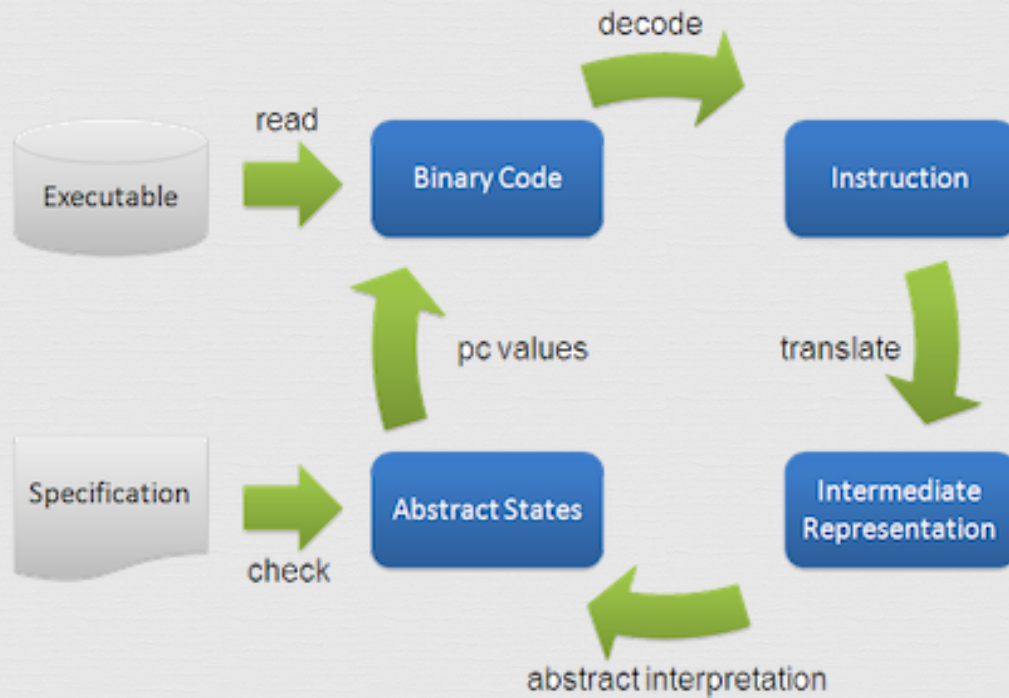 decode
read
Executable
Binary Code
Instruction
pc values
translate
Specification
Abstract States
Intermediate
Representation
check
abstract interpretation